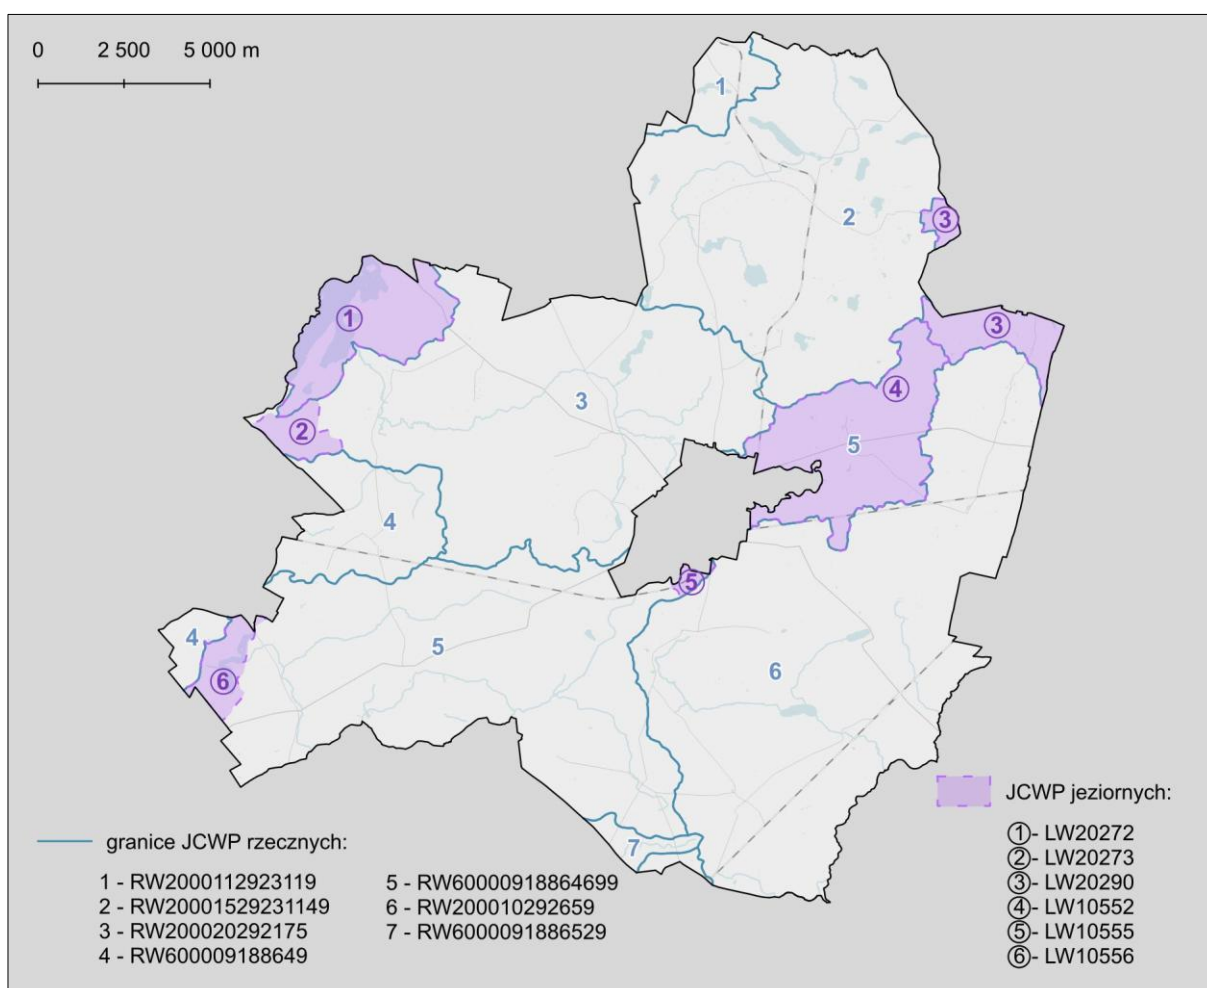 0 2 500 5 000 m
1
2
③
①
③
④
3
②
5
4
⑤
4
5
6
⑥
7
JCWP jeziornych:
①- LW20272
②- LW20273
③- LW20290
④- LW10552
⑤- LW10555
⑥- LW10556
granice JCWP rzecznych:
1 - RW2000112923119
2 - RW20001529231149
3 - RW200020292175
4 - RW600009188649
5 - RW60000918864699
6 - RW200010292659
7 - RW6000091886529